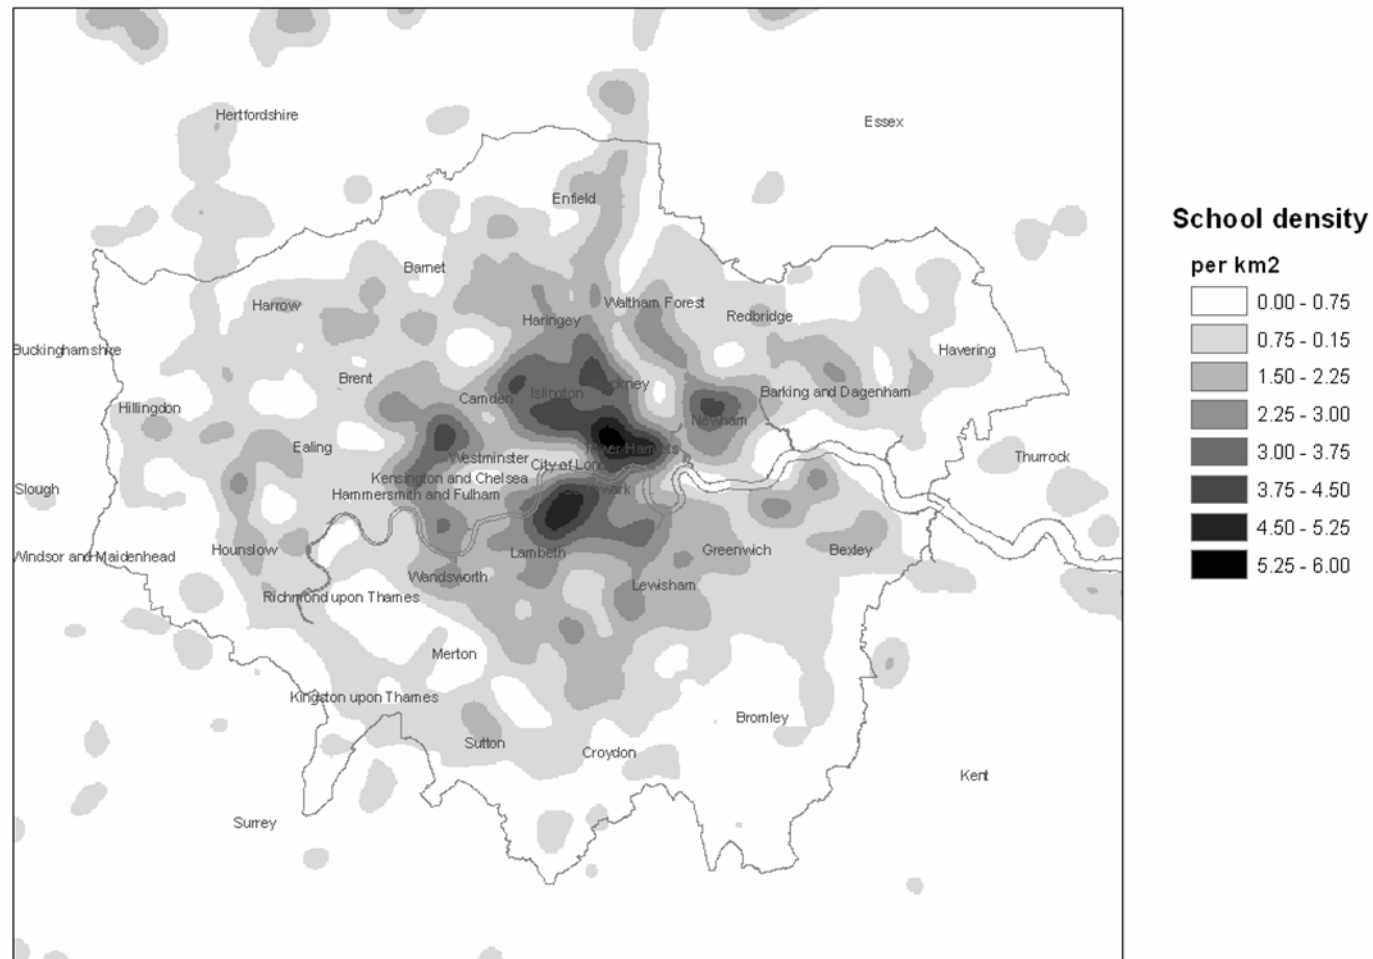 School density
per km2
0.00 - 0.75
0.75 - 0.15
1.50 - 2.25
2.25 - 3.00
3.00 - 3.75
3.75 - 4.50
4.50 - 5.25
5.25 - 6.00
Hertfordshire
Essex
Enfield
Barnet
Harrow
Waltham Forest
Haringey
Redbridge
Buckinghamshire
Havering
Brent
Islington
Camden
Barking and Dagenham
Hillingdon
Newham
Ealing
Westminster
City of Lon
Thurrock
Kensington and Chelsea
Slough
Hammersmith and Fulham
Hounslow
Windsor and Maidenhead
Lambeth
Greenwich
Bexley
Wandsworth
Lewisham
Richmond upon Thames
Merton
Kingston upon Thames
Bromley
Sutton
Croydon
Kent
Surrey